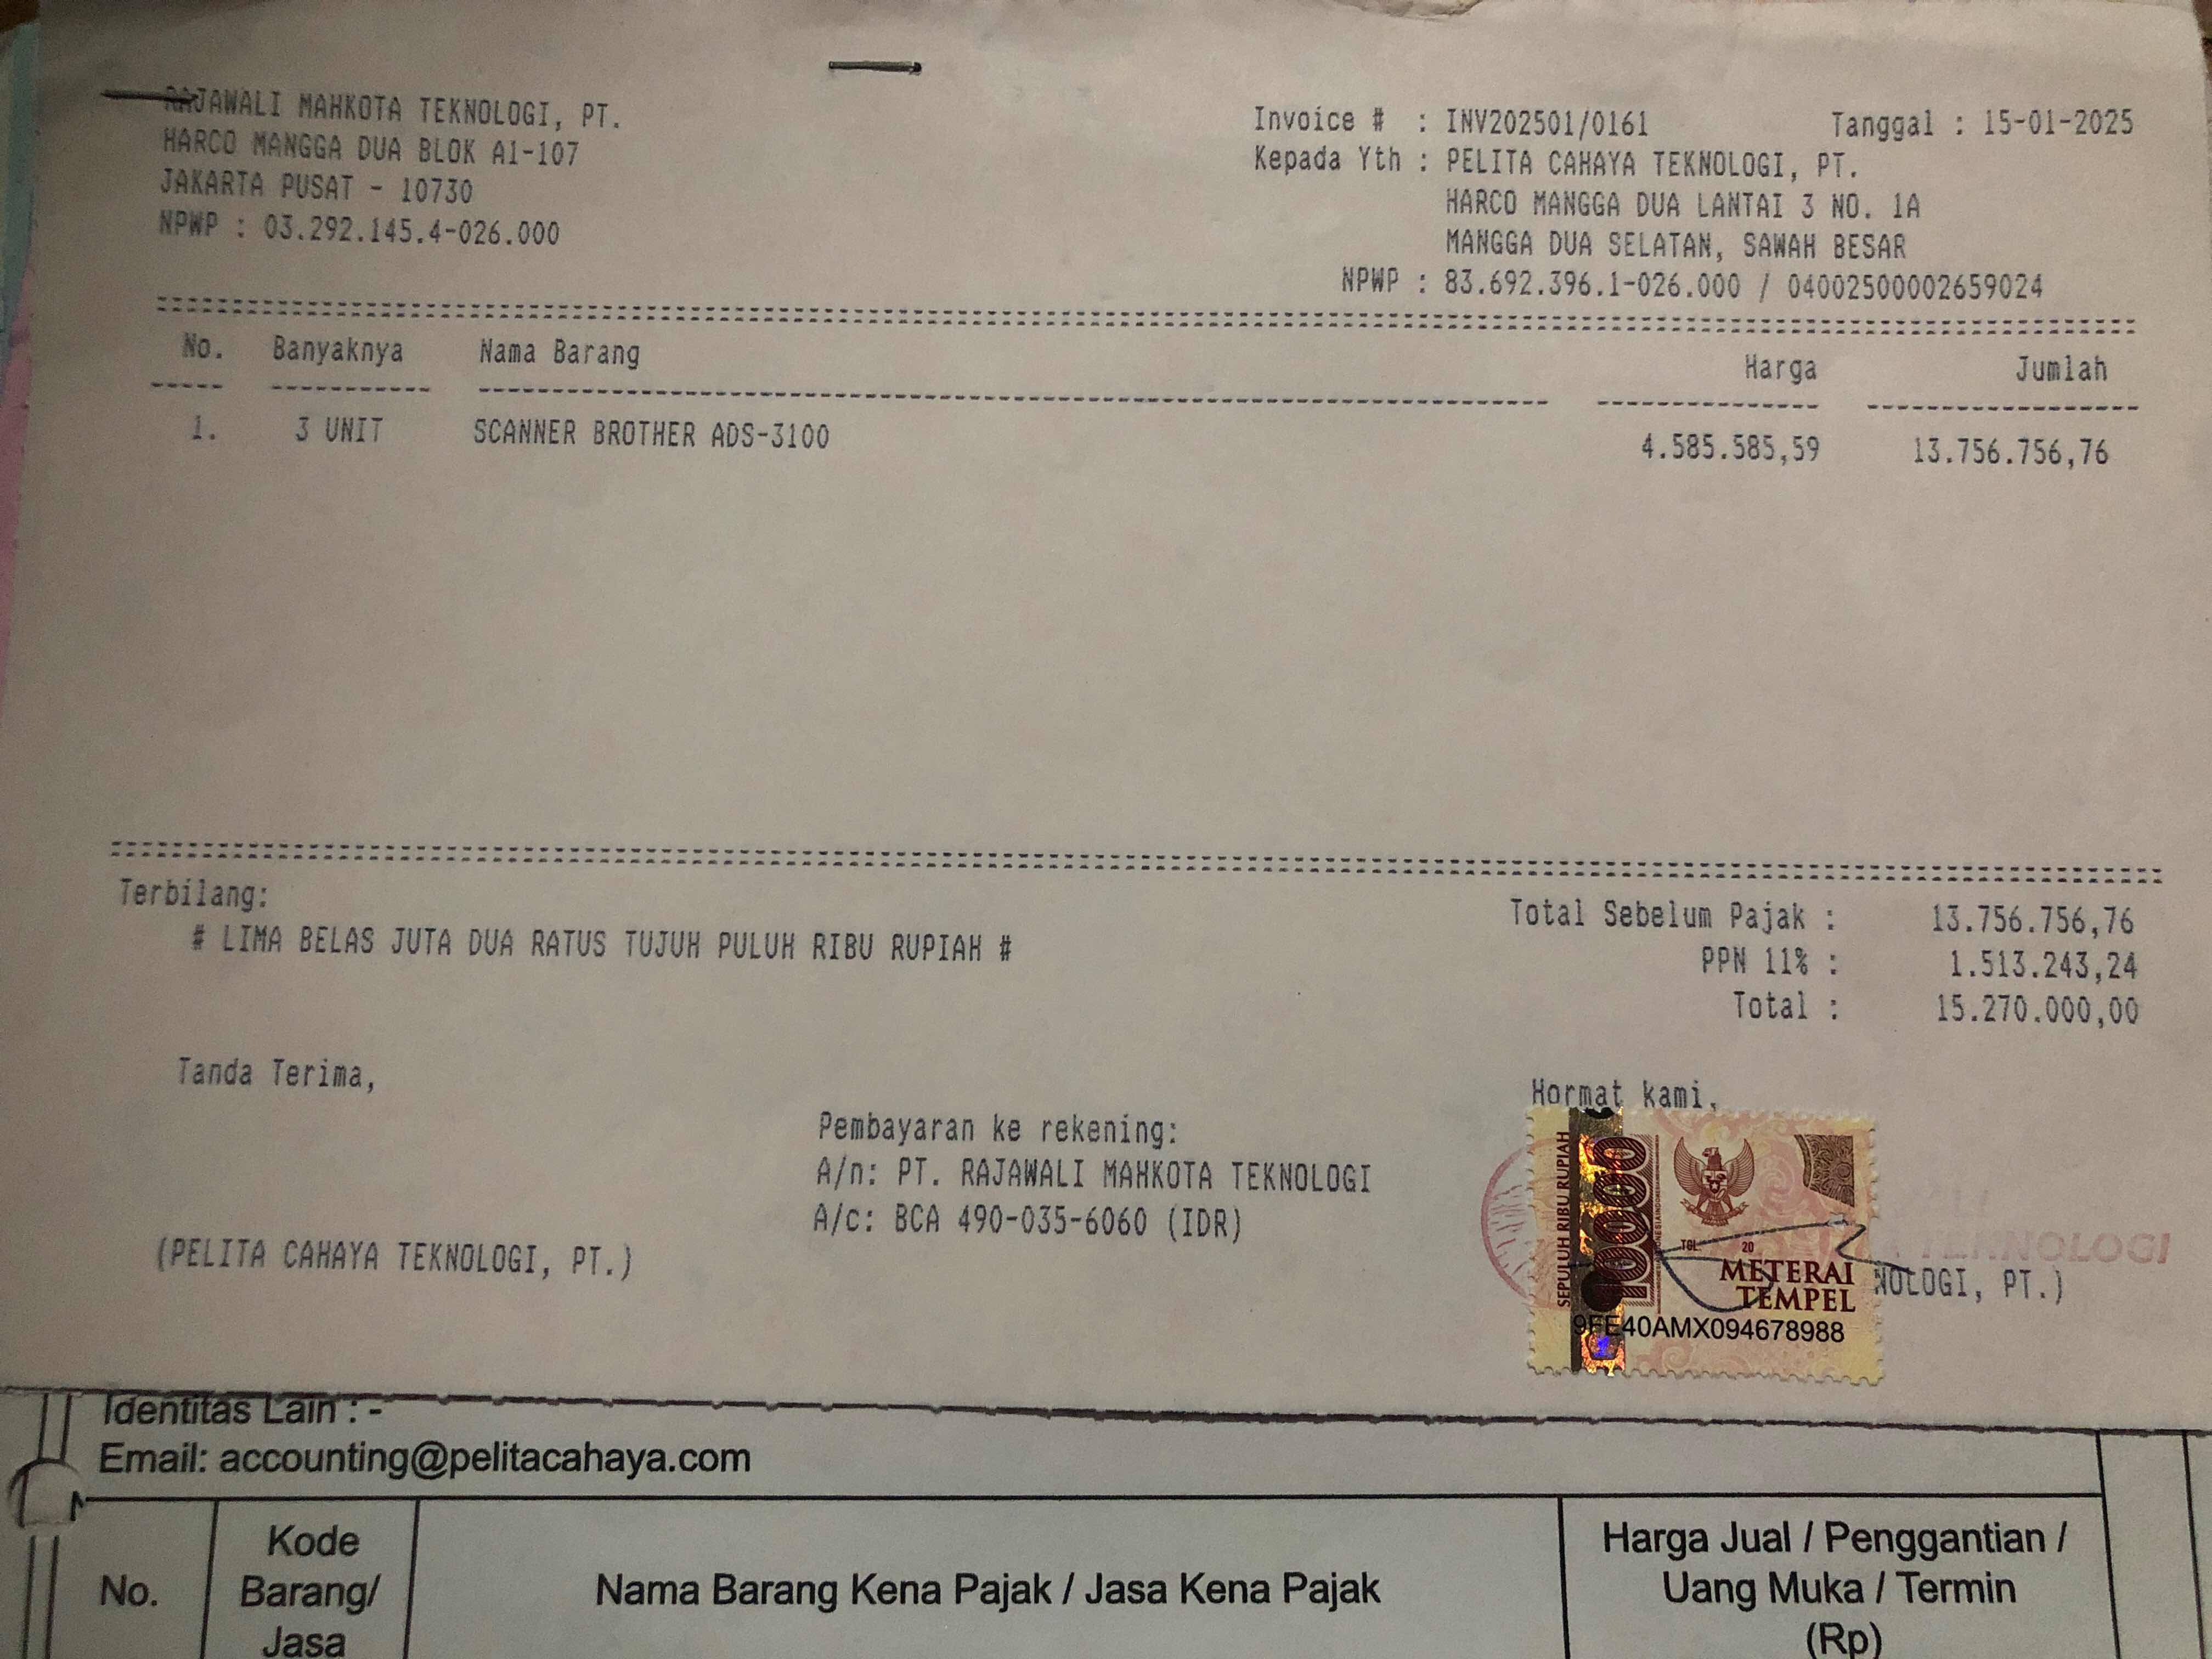 RAJAWALI MAHKOTA TEKNOLOGI, PT.
HARCO MANGGA DUA BLOK A1-107
JAKARTA PUSAT - 10730
NPWP : 03.292.145.4-026.000
Invoice # : INV202501/0161 Tanggal : 15-01-2025
Kepada Yth : PELITA CAHAYA TEKNOLOGI, PT.
HARCO MANGGA DUA LANTAI 3 NO. 1A
MANGGA DUA SELATAN, SAWAH BESAR
NPWP : 83.692.396.1-026.000 / 04002500002659024
No. Banyaknya Nama Barang Harga Jumlah
1. 3 UNIT SCANNER BROTHER ADS-3100 4.585.585,59 13.756.756,76
Terbilang:
# LIMA BELAS JUTA DUA RATUS TUJUH PULUH RIBU RUPIAH #
Total Sebelum Pajak : 13.756.756,76
PPN 11% : 1.513.243,24
Total : 15.270.000,00
Tanda Terima,
(PELITA CAHAYA TEKNOLOGI, PT.)
Pembayaran ke rekening:
A/n: PT. RAJAWALI MAHKOTA TEKNOLOGI
A/c: BCA 490-035-6060 (IDR)
Hormat kami,
SEPULUH RIBU RUPIAH
10000
TGL. 20
METERAI
TEMPEL
9FE40AMX094678988
TEKNOLOGI
NOLOGI, PT.)
Identitas Lain : -
Email: accounting@pelitacahaya.com
No.
Kode
Barang/
Jasa
Nama Barang Kena Pajak / Jasa Kena Pajak
Harga Jual / Penggantian /
Uang Muka / Termin
(Rp)